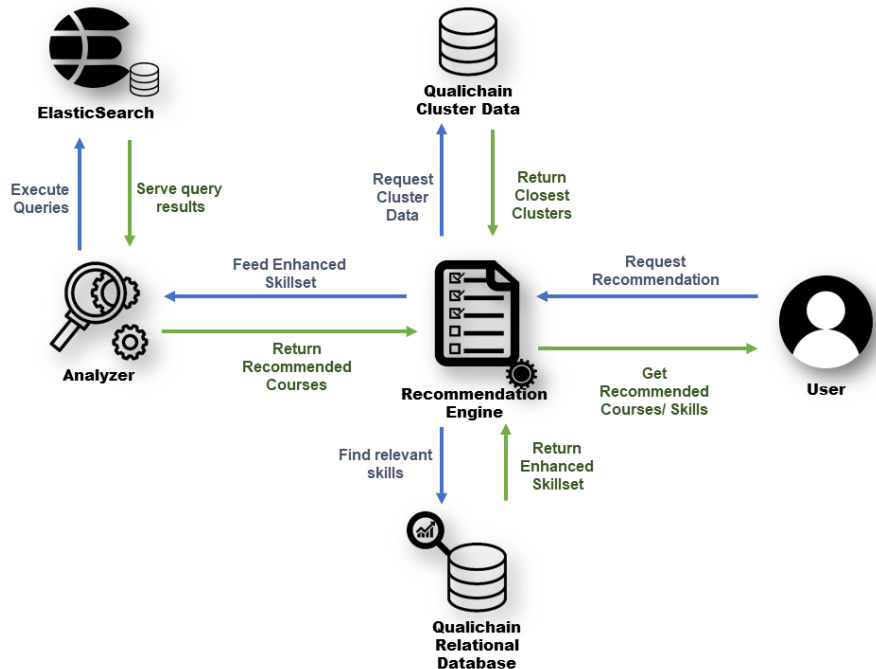 ElasticSearch
Qualichain
Cluster Data
Execute
Queries
Serve query
results
Request
Cluster
Data
Return
Closest
Clusters
Feed Enhanced
Skillset
Request
Recommendation
Return
Recommended
Courses
Get
Recommended
Courses/ Skills
Analyzer
Recommendation
Engine
User
Find relevant
skills
Return
Enhanced
Skillset
Qualichain
Relational
Database